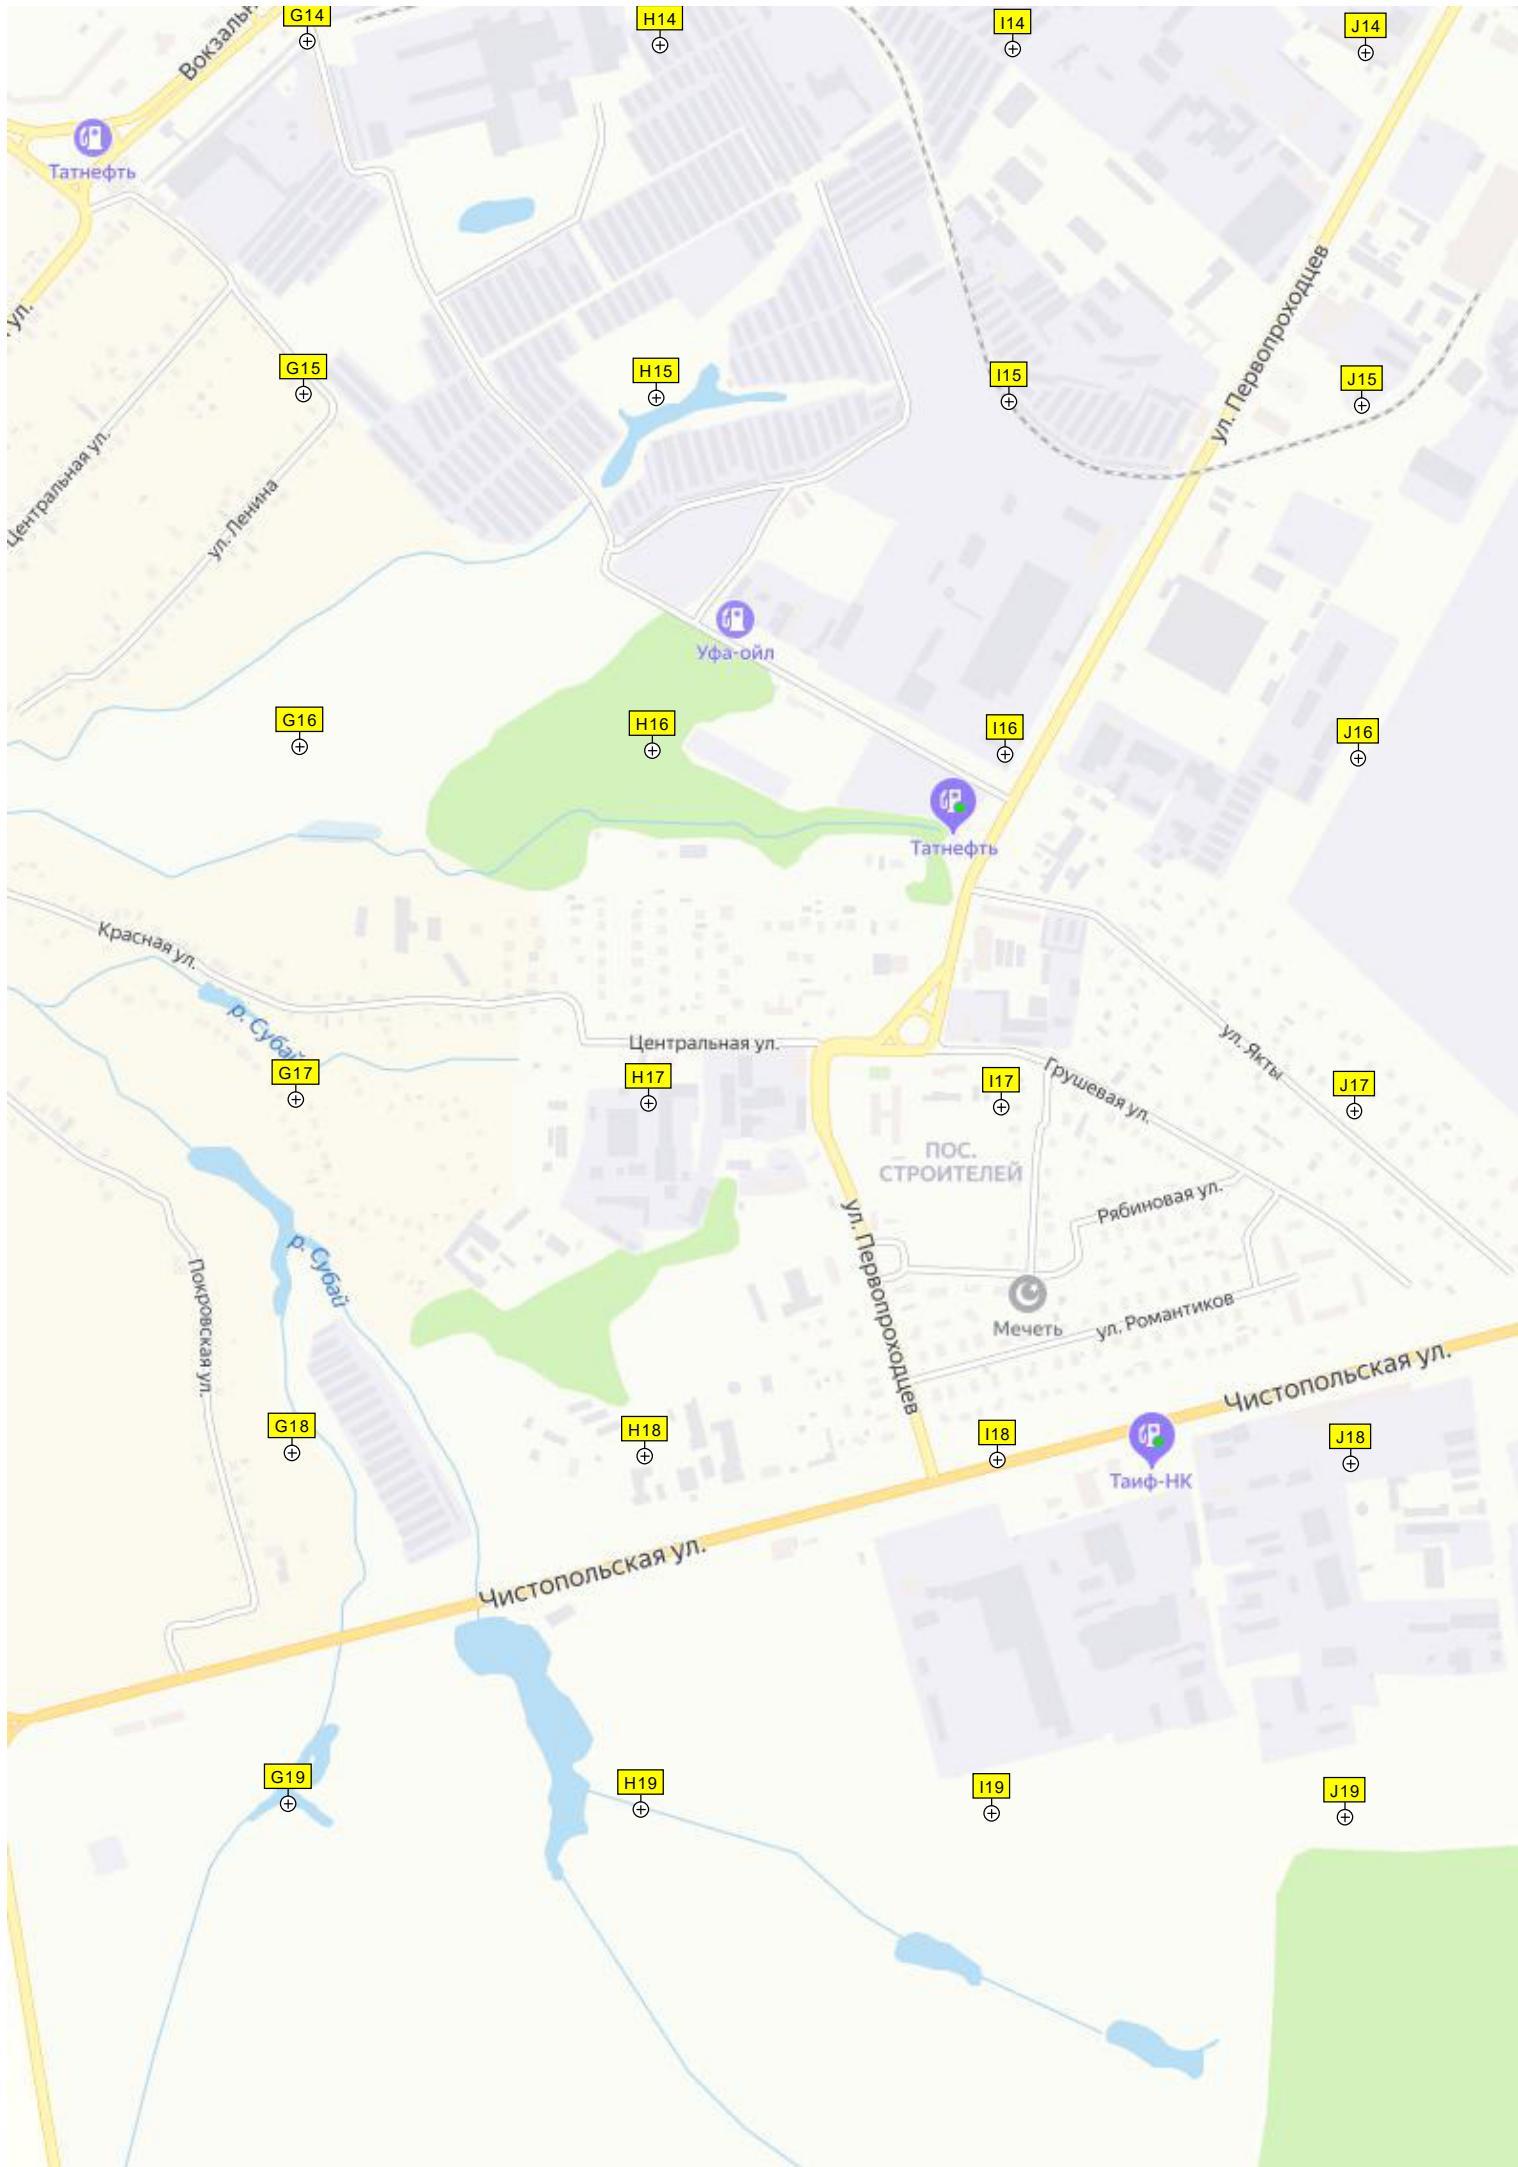 G14
H14
I14
J14
Вокзальн
Татнефть
ул.
ул. Первопроходцев
G15
H15
I15
J15
Центральная ул.
ул. Ленина
Уфа-ойл
G16
H16
I16
J16
Татнефть
Красная ул.
р. Субай
Центральная ул.
ул. Якты
Грушевая ул.
G17
H17
I17
J17
ПОС.
СТРОИТЕЛЕЙ
Рябиновая ул.
ул. Первопроходцев
р. Субай
Покровская ул.
Мечеть
ул. Романтиков
Чистопольская ул.
G18
H18
I18
J18
Таиф-НК
Чистопольская ул.
G19
H19
I19
J19